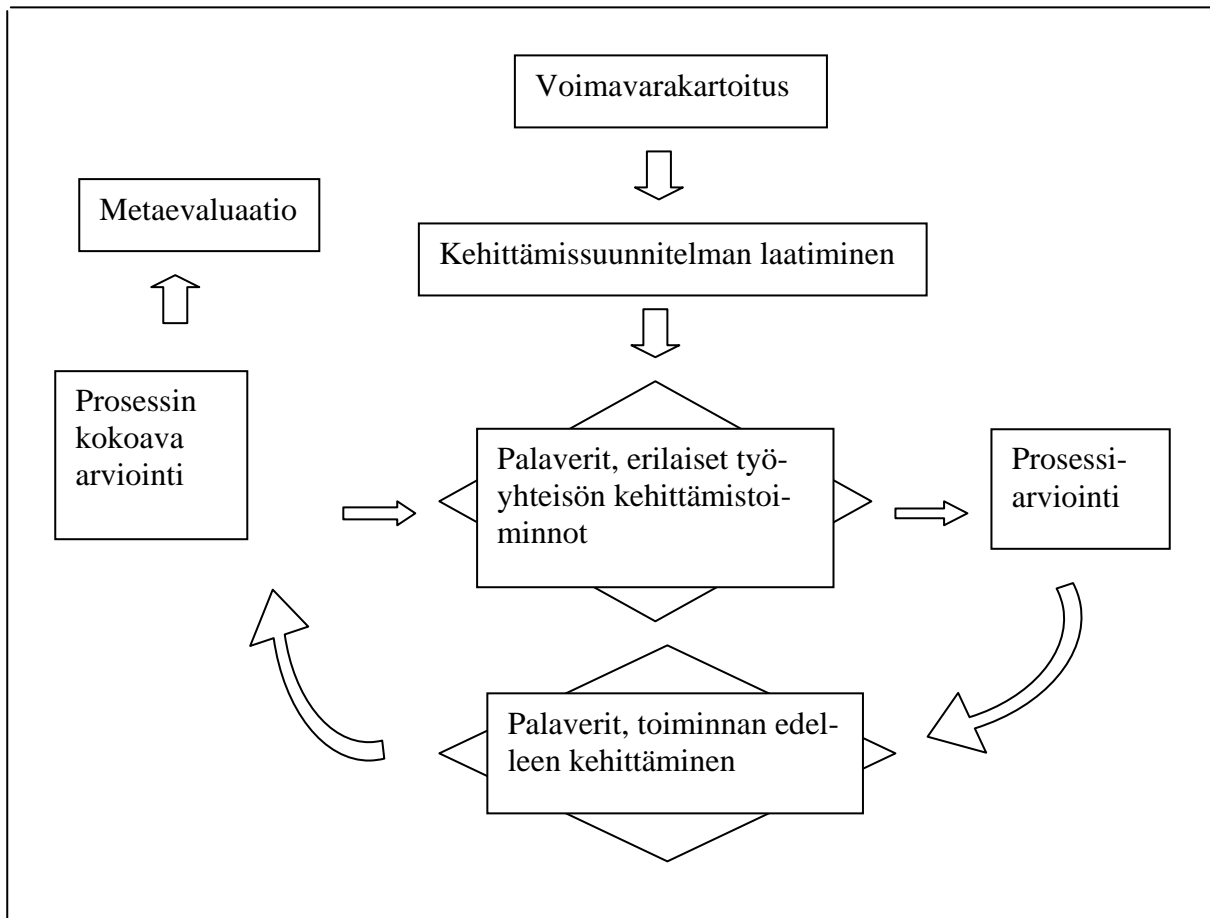 Voimavarakartoitus
Metaevaluaatio
Kehittämissuunnitelman laatiminen
Prosessin
kokoava
arviointi
Palaverit, erilaiset työ-
yhteisön kehittämistoi-
minnot
Prosessi-
arviointi
Palaverit, toiminnan edel-
leen kehittäminen